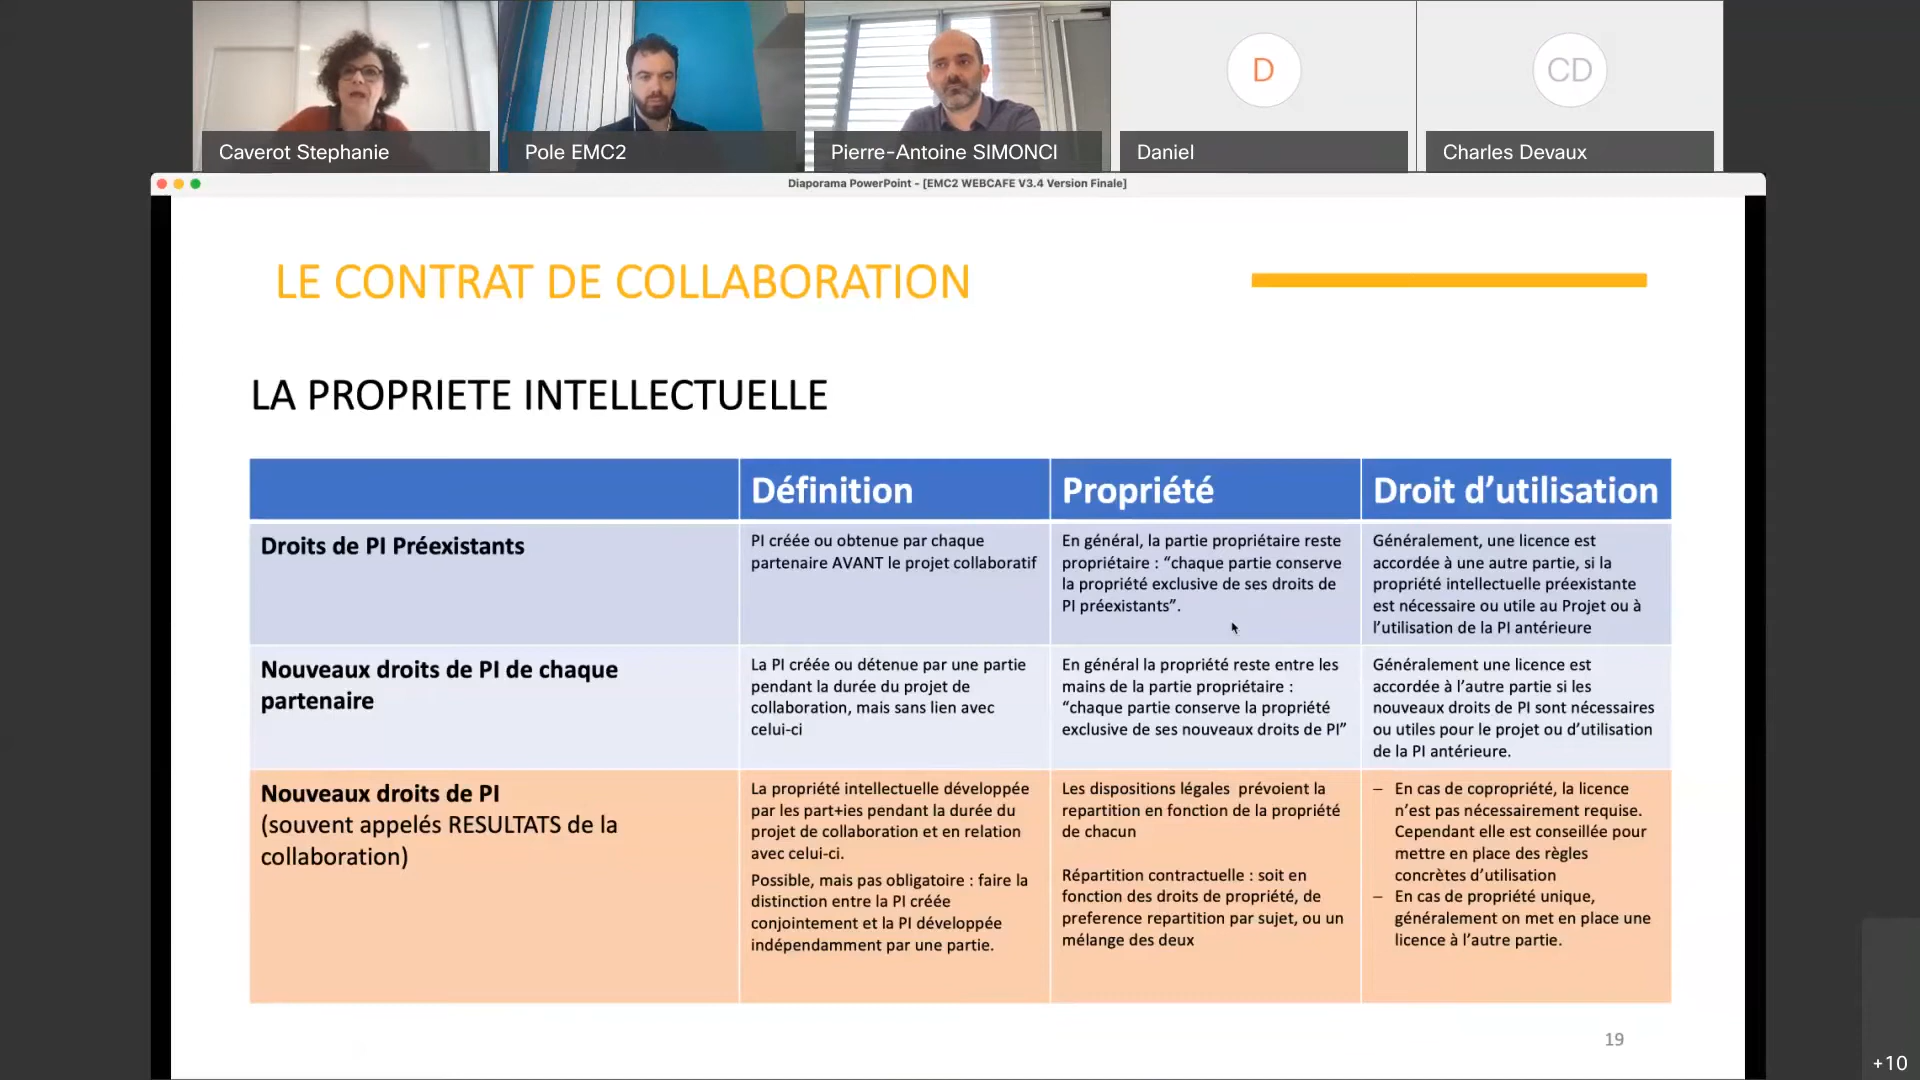 Caverot Stephanie
Pole EMC2
Pierre-Antoine SIMONCI
D
Daniel
CD
Charles Devaux
Diaporama PowerPoint - [EMC2 WEBCAFE V3.4 Version Finale]
LE CONTRAT DE COLLABORATION
LA PROPRIETE INTELLECTUELLE
Définition
Propriété
Droit d’utilisation
Droits de PI Préexistants
PI créée ou obtenue par chaque
partenaire AVANT le projet collaboratif
En général, la partie propriétaire reste
propriétaire : “chaque partie conserve
la propriété exclusive de ses droits de
PI préexistants”.
Généralement, une licence est
accordée à une autre partie, si la
propriété intellectuelle préexistante
est nécessaire ou utile au Projet ou à
l’utilisation de la PI antérieure
Nouveaux droits de PI de chaque
partenaire
La PI créée ou détenue par une partie
pendant la durée du projet de
collaboration, mais sans lien avec
celui-ci
En général la propriété reste entre les
mains de la partie propriétaire :
“chaque partie conserve la propriété
exclusive de ses nouveaux droits de PI”
Généralement une licence est
accordée à l’autre partie si les
nouveaux droits de PI sont nécessaires
ou utiles pour le projet ou d’utilisation
de la PI antérieure.
Nouveaux droits de PI
(souvent appelés RESULTATS de la
collaboration)
La propriété intellectuelle développée
par les part+ies pendant la durée du
projet de collaboration et en relation
avec celui-ci.
Possible, mais pas obligatoire : faire la
distinction entre la PI créée
conjointement et la PI développée
indépendamment par une partie.
Les dispositions légales  prévoient la
repartition en fonction de la propriété
de chacun
Répartition contractuelle : soit en
fonction des droits de propriété, de
preference repartition par sujet, ou un
mélange des deux
– En cas de copropriété, la licence
n’est pas nécessairement requise.
Cependant elle est conseillée pour
mettre en place des règles
concrètes d’utilisation
– En cas de propriété unique,
généralement on met en place une
licence à l’autre partie.
19
+10